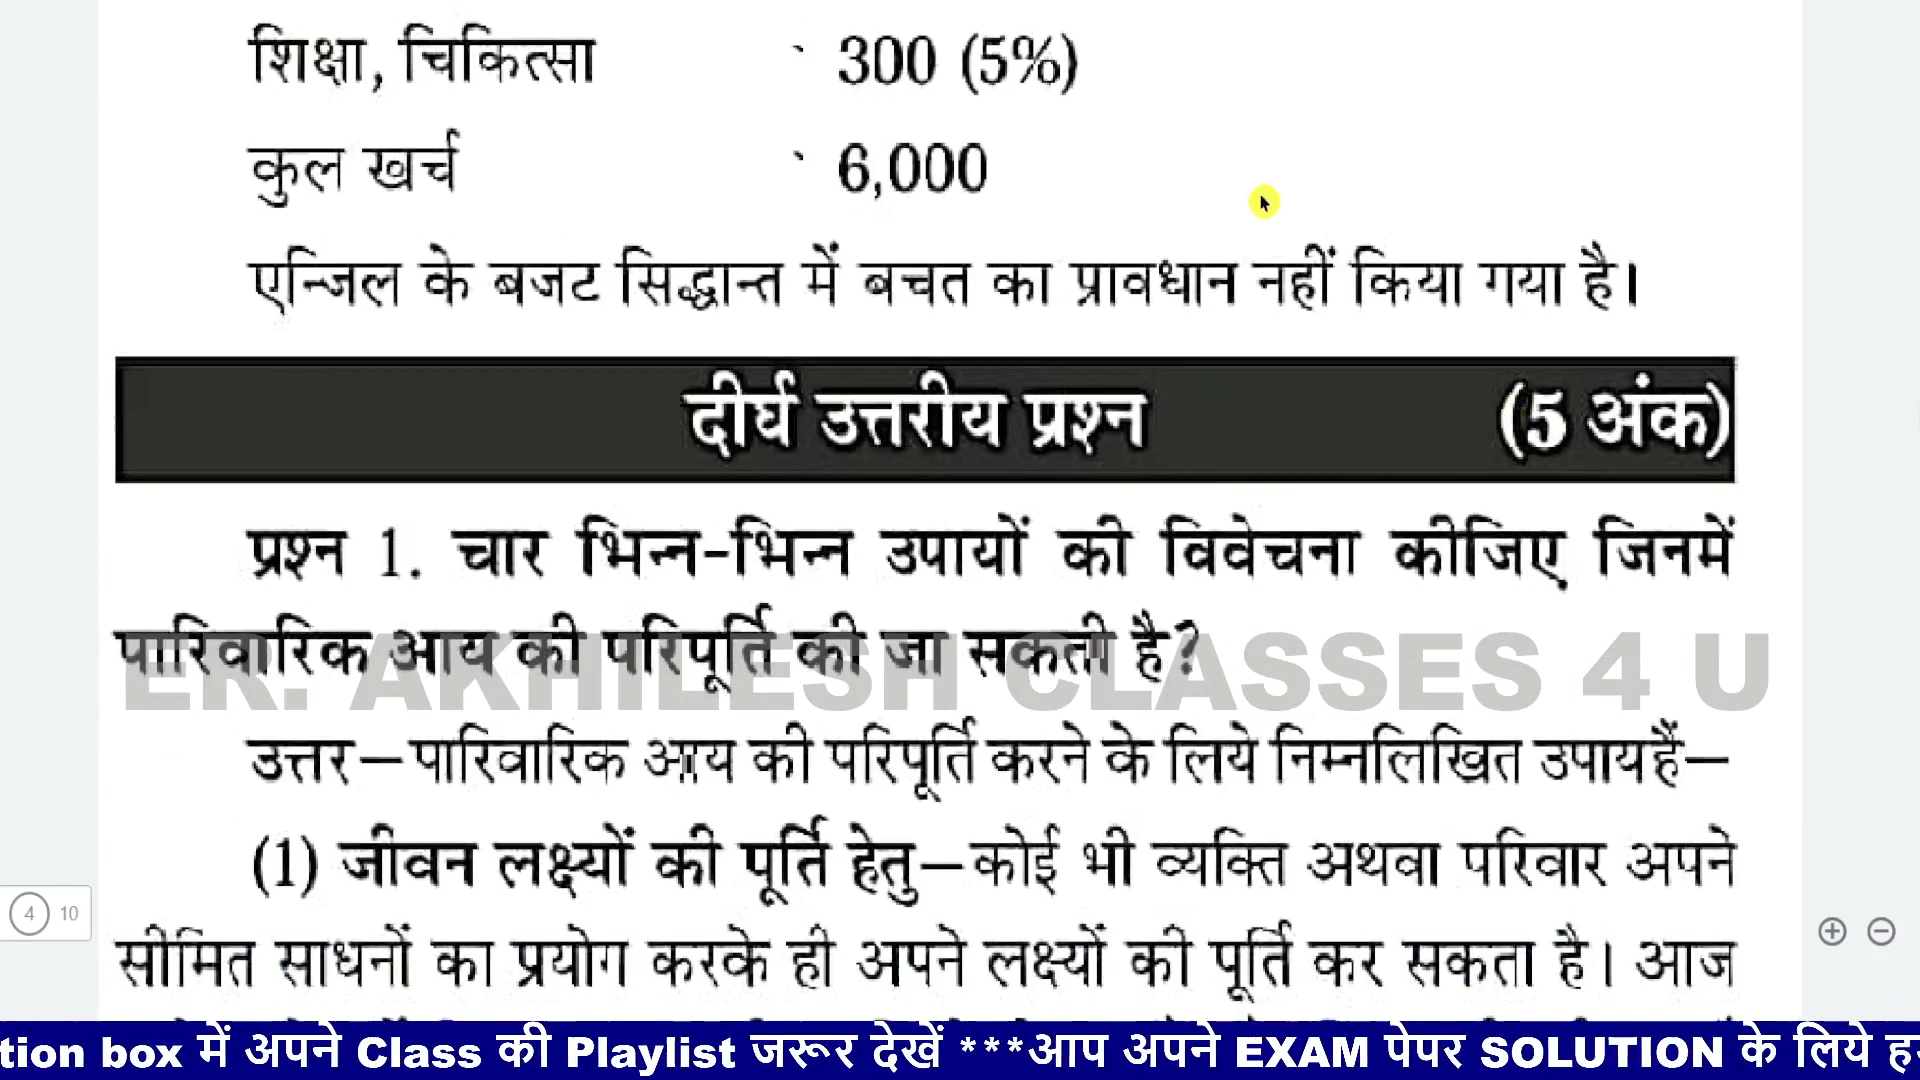 शिक्षा, चिकित्सा ` 300 (5%)
कुल खर्च ` 6,000
एन्जिल के बजट सिद्धान्त में बचत का प्रावधान नहीं किया गया है।
दीर्घ उत्तरीय प्रश्न (5 अंक)
प्रश्न 1. चार भिन्न-भिन्न उपायों की विवेचना कीजिए जिनमें
पारिवारिक आय की परिपूर्ति की जा सकती है?
ER. AKHILESH CLASSES 4 U
उत्तर–पारिवारिक आय की परिपूर्ति करने के लिये निम्नलिखित उपाय हैं–
(1) जीवन लक्ष्यों की पूर्ति हेतु–कोई भी व्यक्ति अथवा परिवार अपने
4 10
सीमित साधनों का प्रयोग करके ही अपने लक्ष्यों की पूर्ति कर सकता है। आज
tion box में अपने Class की Playlist जरूर देखें ***आप अपने EXAM पेपर SOLUTION के लिये